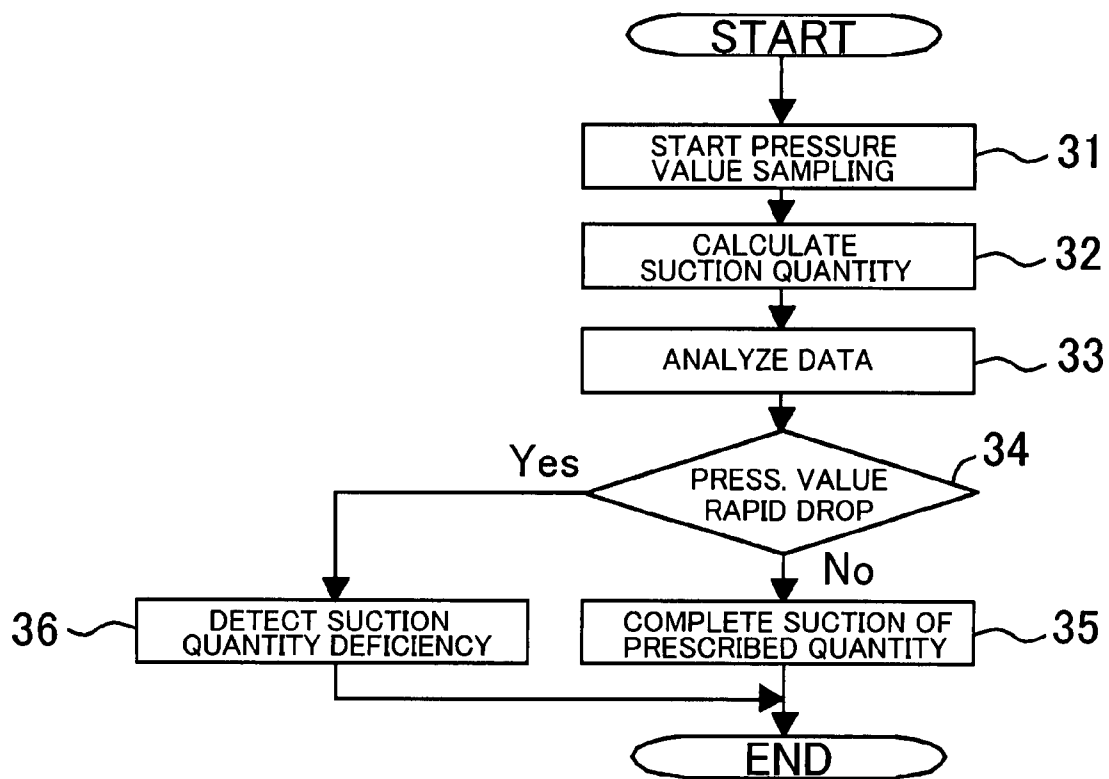 START
START PRESSURE
VALUE SAMPLING
31
CALCULATE
SUCTION QUANTITY
32
ANALYZE DATA
33
Yes
PRESS. VALUE
RAPID DROP
34
No
36
DETECT SUCTION
QUANTITY DEFICIENCY
COMPLETE SUCTION OF
PRESCRIBED QUANTITY
35
END